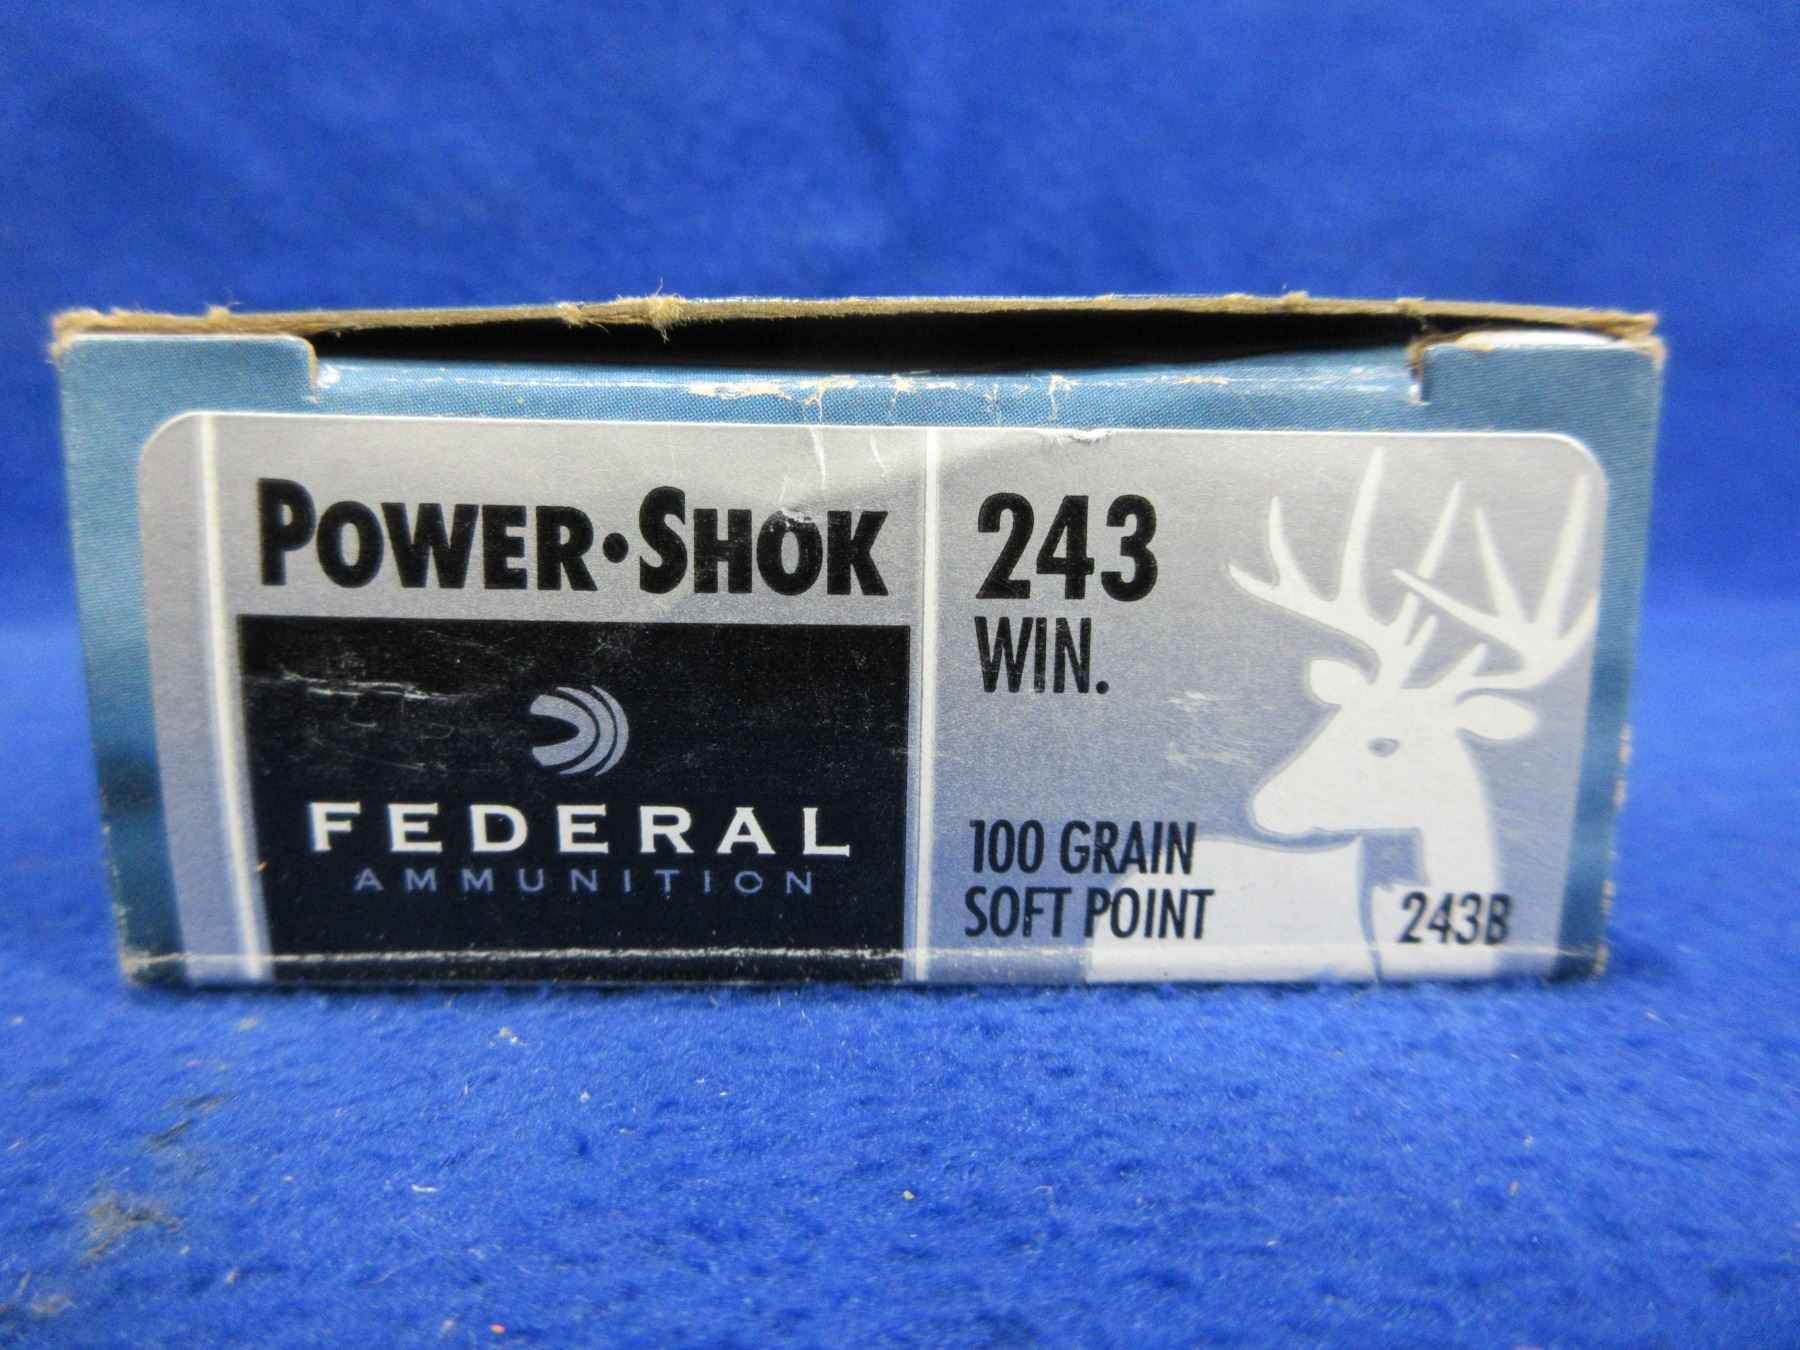 POWER•SHOK
FEDERAL
AMMUNITION
243
WIN.
100 GRAIN
SOFT POINT
243B